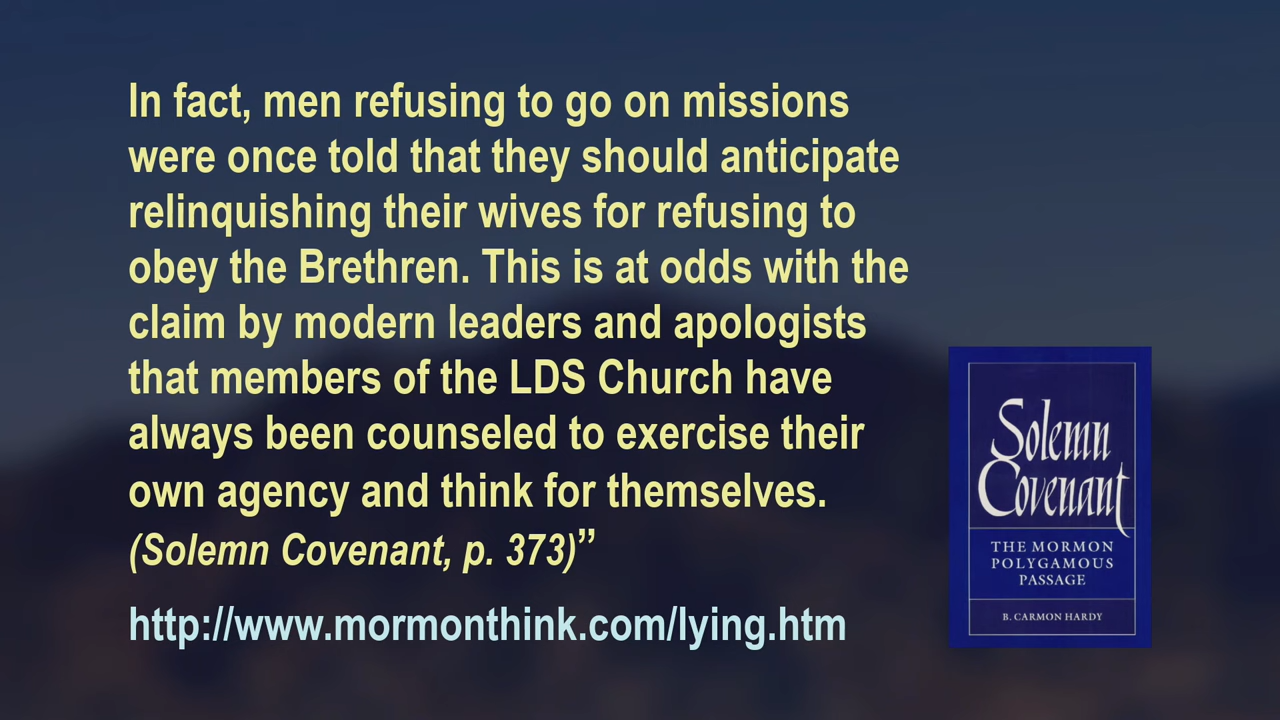 In fact, men refusing to go on missions
were once told that they should anticipate
relinquishing their wives for refusing to
obey the Brethren. This is at odds with the
claim by modern leaders and apologists
that members of the LDS Church have
always been counseled to exercise their
own agency and think for themselves.
(Solemn Covenant, p. 373)”
http://www.mormonthink.com/lying.htm
Solemn
Covenant
THE MORMON
POLYGAMOUS
PASSAGE
B. CARMON HARDY